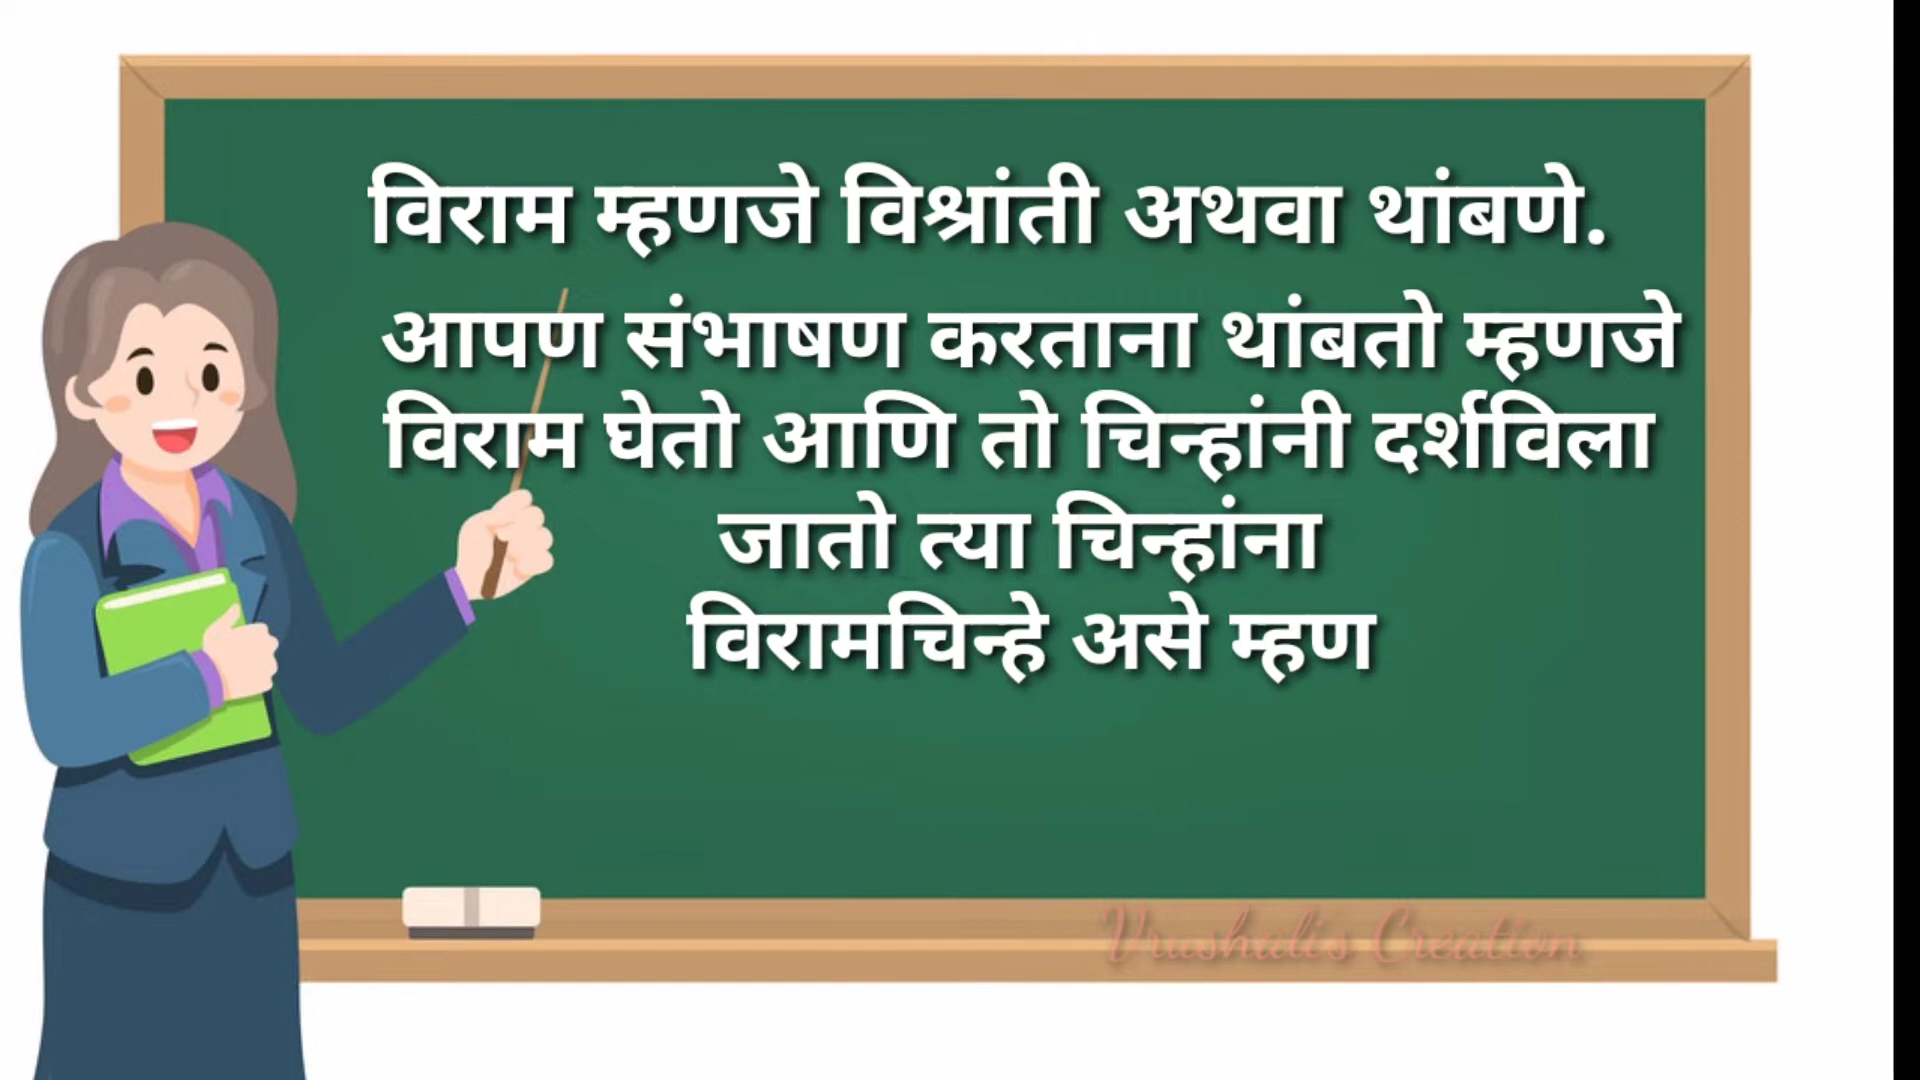 विराम म्हणजे विश्रांती अथवा थांबणे.
आपण संभाषण करताना थांबतो म्हणजे
विराम घेतो आणि तो चिन्हांनी दर्शविला
जातो त्या चिन्हांना
विरामचिन्हे असे म्हण
Vrushali's Creation